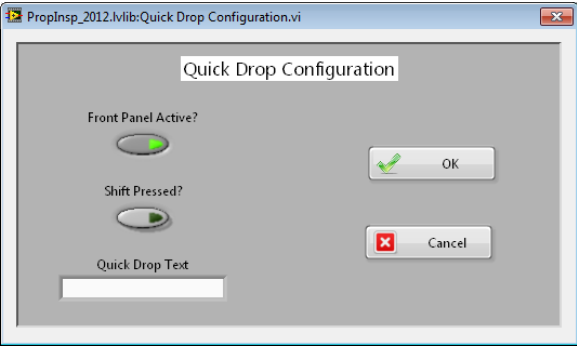 PropInsp_2012.lvlib:Quick Drop Configuration.vi
Quick Drop Configuration
Front Panel Active?
OK
Shift Pressed?
Cancel
Quick Drop Text